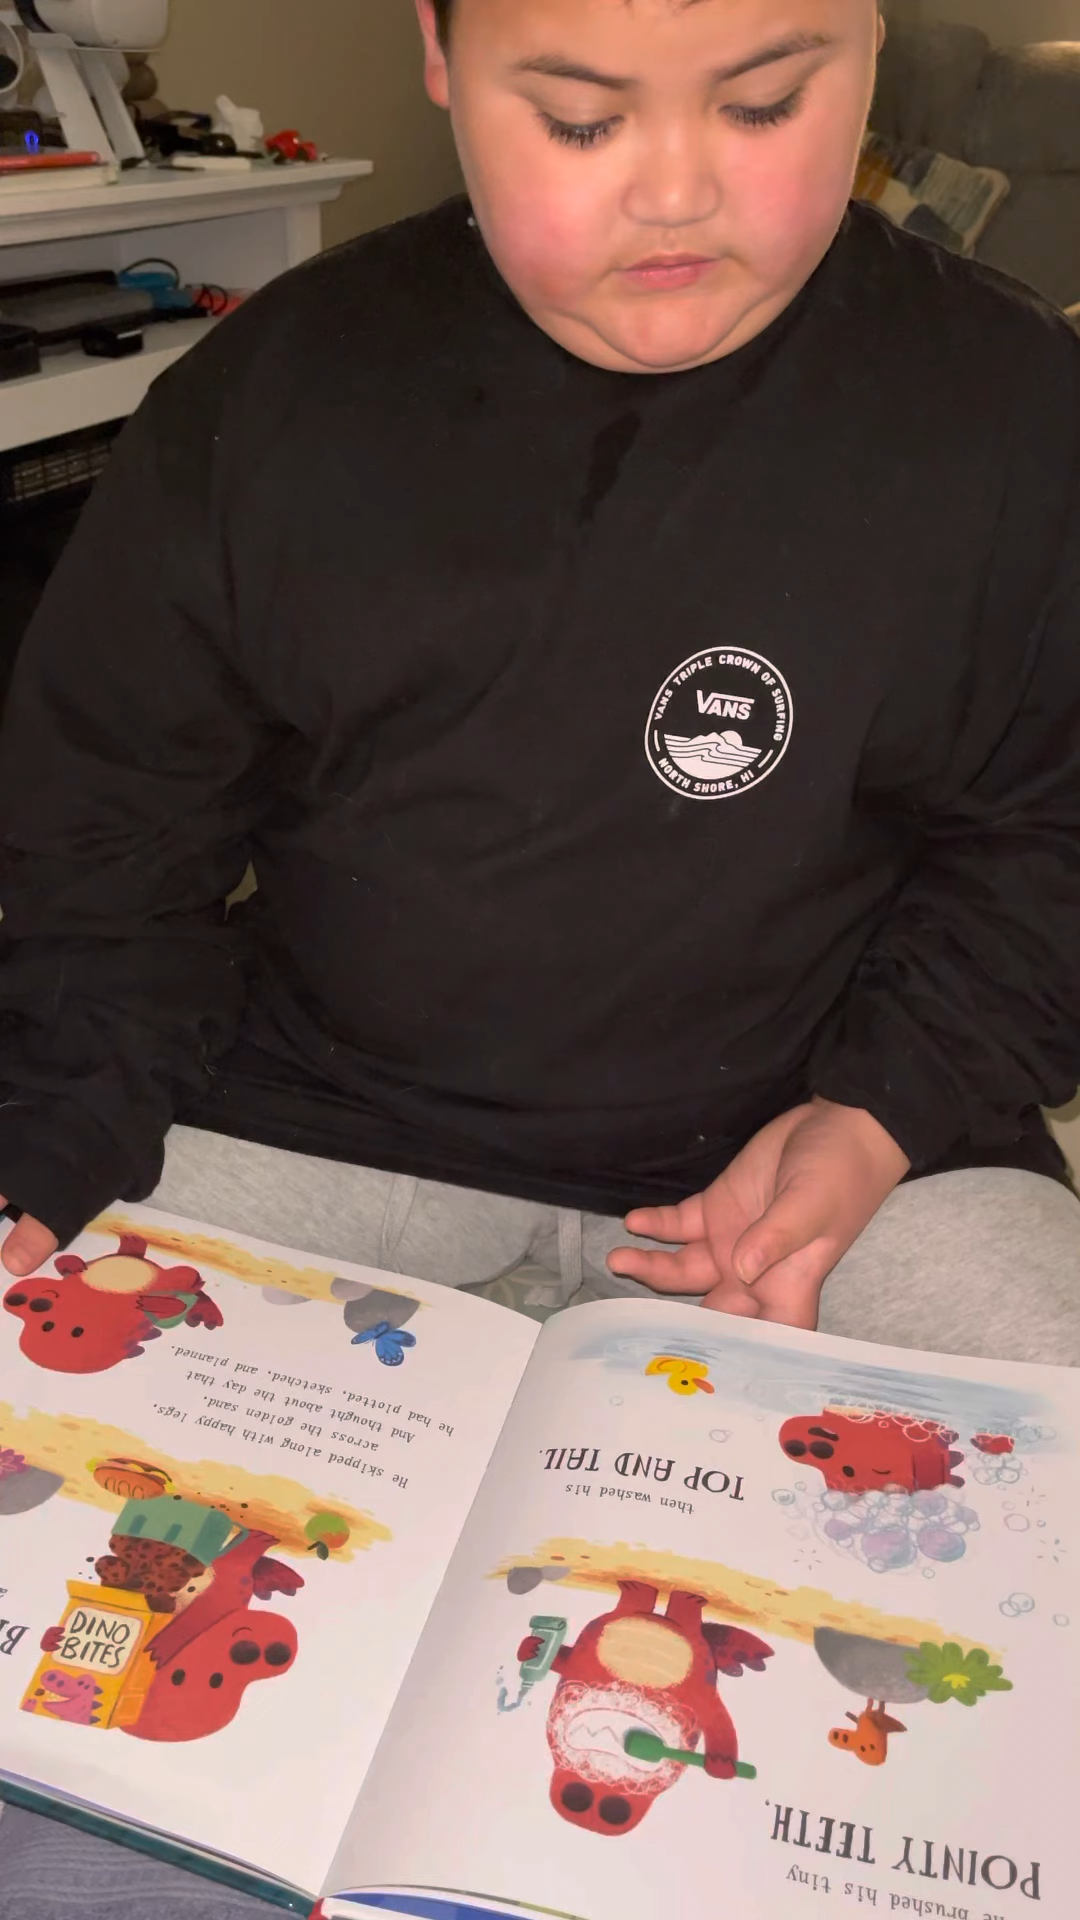 VANS TRIPLE CROWN OF SURFING
VANS
NORTH SHORE, HI
brushed his tiny
POINTY TEETH,
then washed his
TOP AND TAIL.
DINO
BITES
He skipped along with happy legs,
across the golden sand.
And thought about the day that
he had plotted, sketched, and planned.